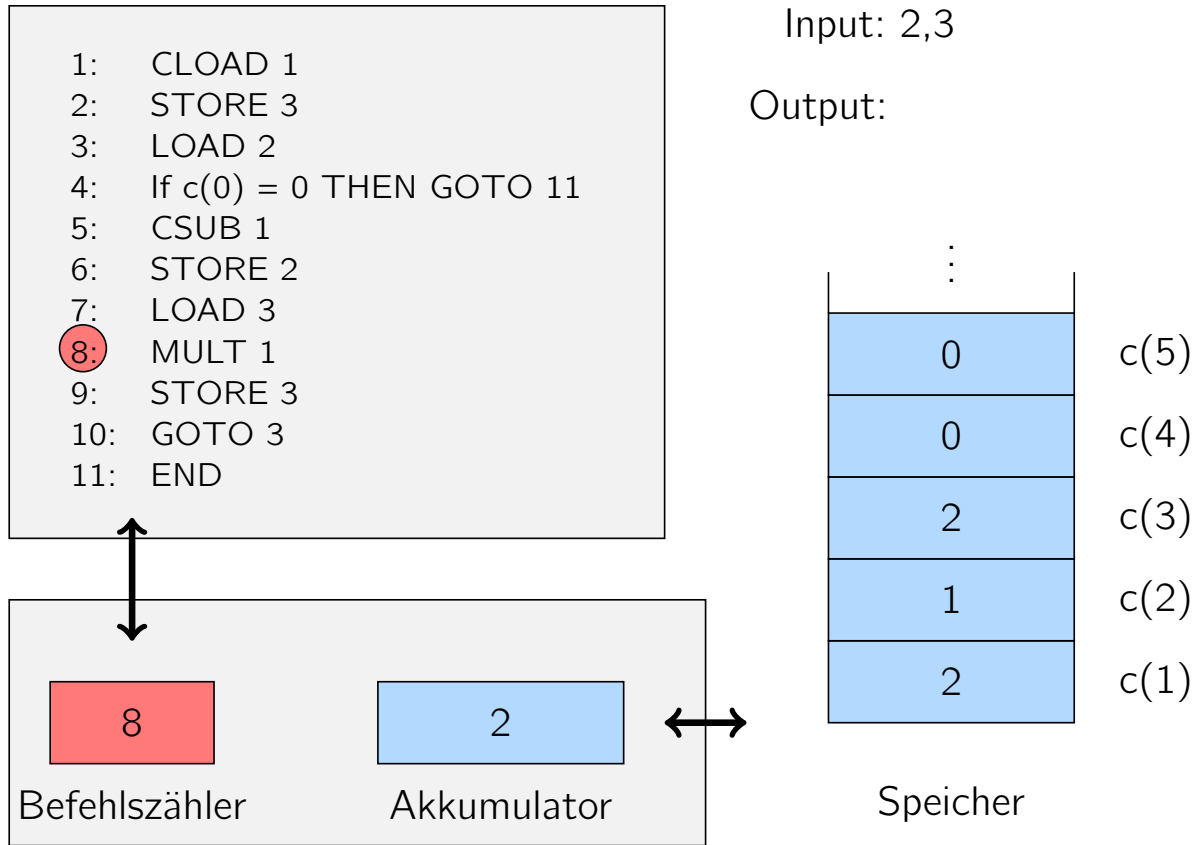 1: CLOAD 1
2: STORE 3
3: LOAD 2
4: If c(0) = 0 THEN GOTO 11
5: CSUB 1
6: STORE 2
7: LOAD 3
8: MULT 1
9: STORE 3
10: GOTO 3
11: END
Input: 2,3
Output:
⋮
0 c(5)
0 c(4)
2 c(3)
1 c(2)
2 c(1)
Speicher
8 2
Befehlszähler Akkumulator